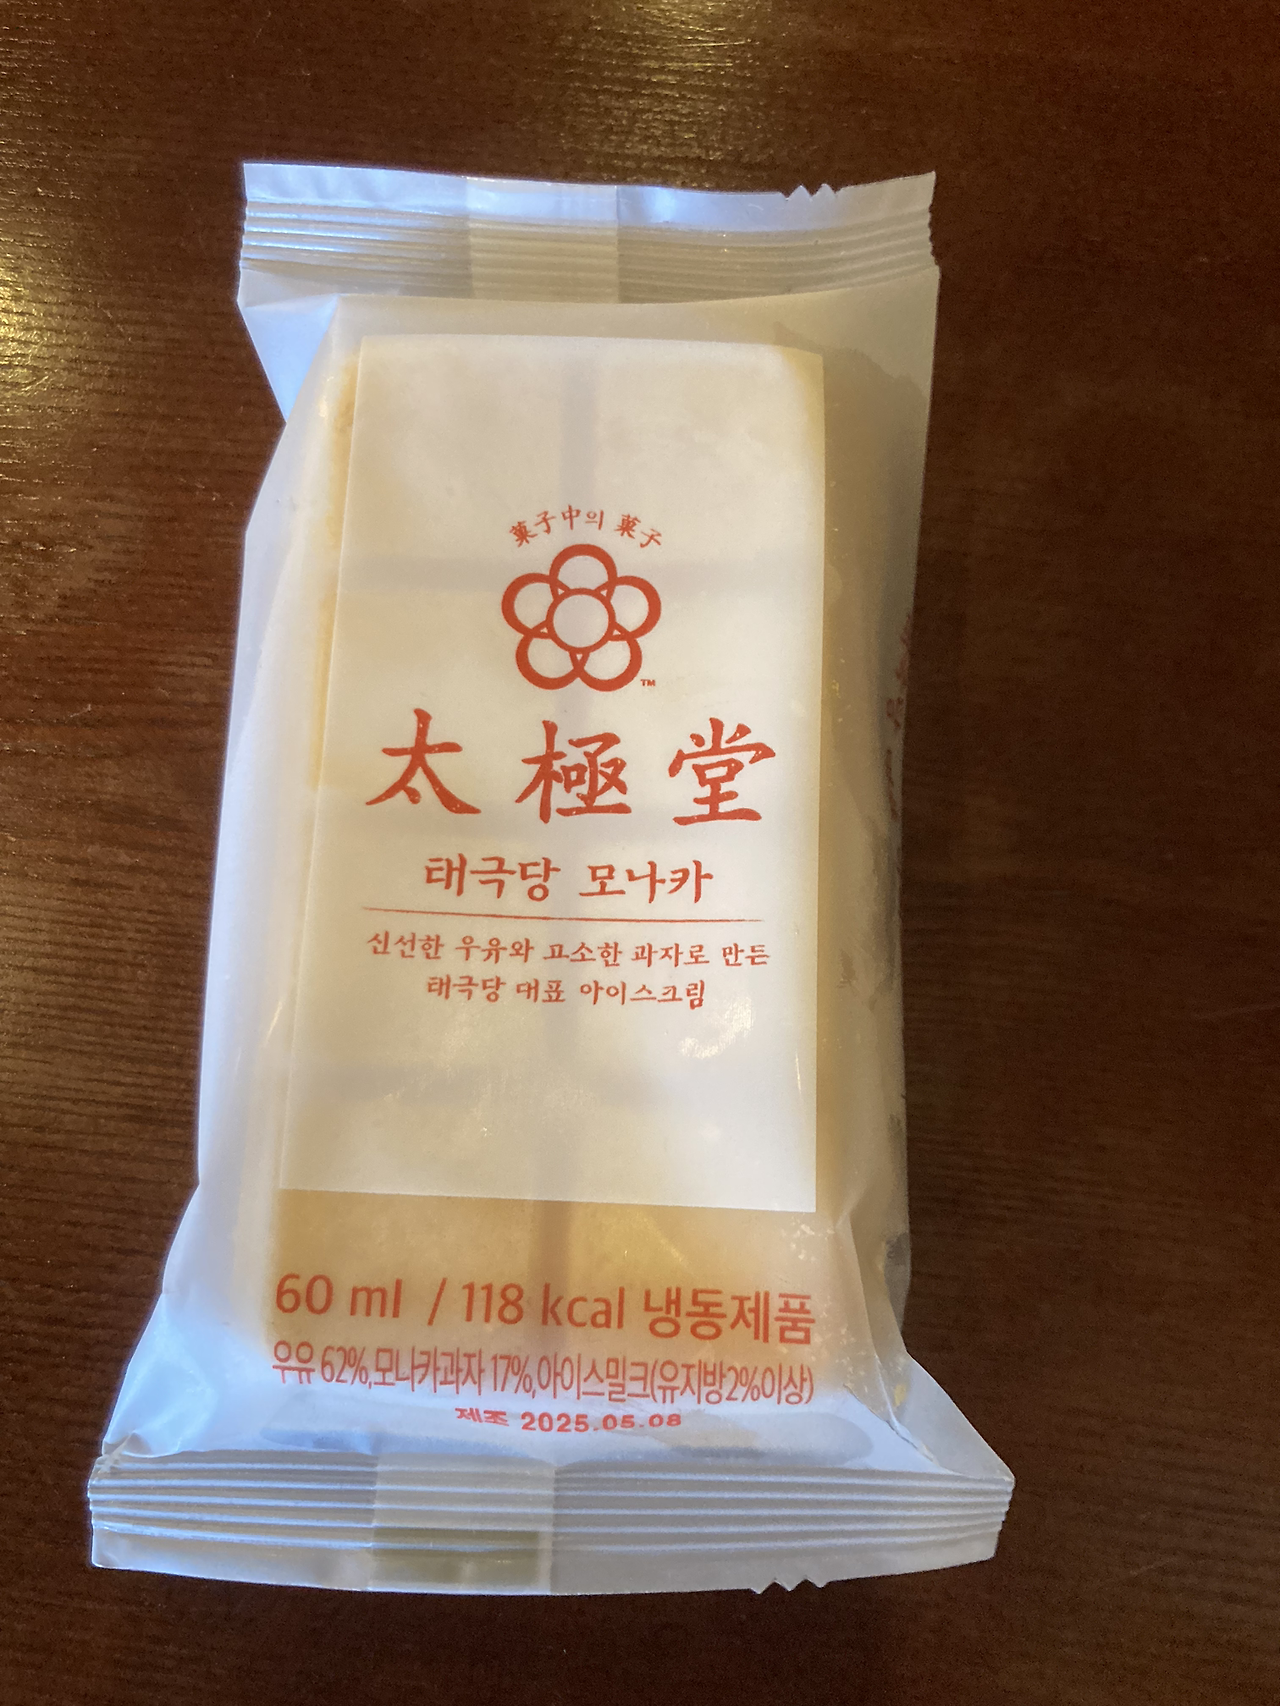 菓子中의 菓子
TM
太極堂
태극당 모나카
신선한 우유와 고소한 과자로 만든
태극당 대표 아이스크림
60 ml / 118 kcal 냉동제품
우유 62%,모나카과자 17%,아이스밀크(유지방2%이상)
제조 2025.05.08